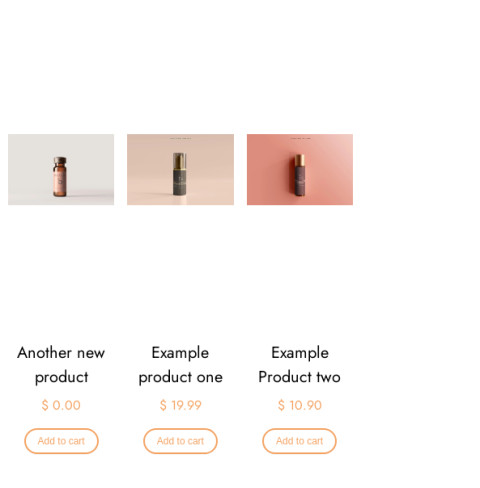 Another new
product
$ 0.00
Add to cart
Example
product one
$ 19.99
Add to cart
Example
Product two
$ 10.90
Add to cart